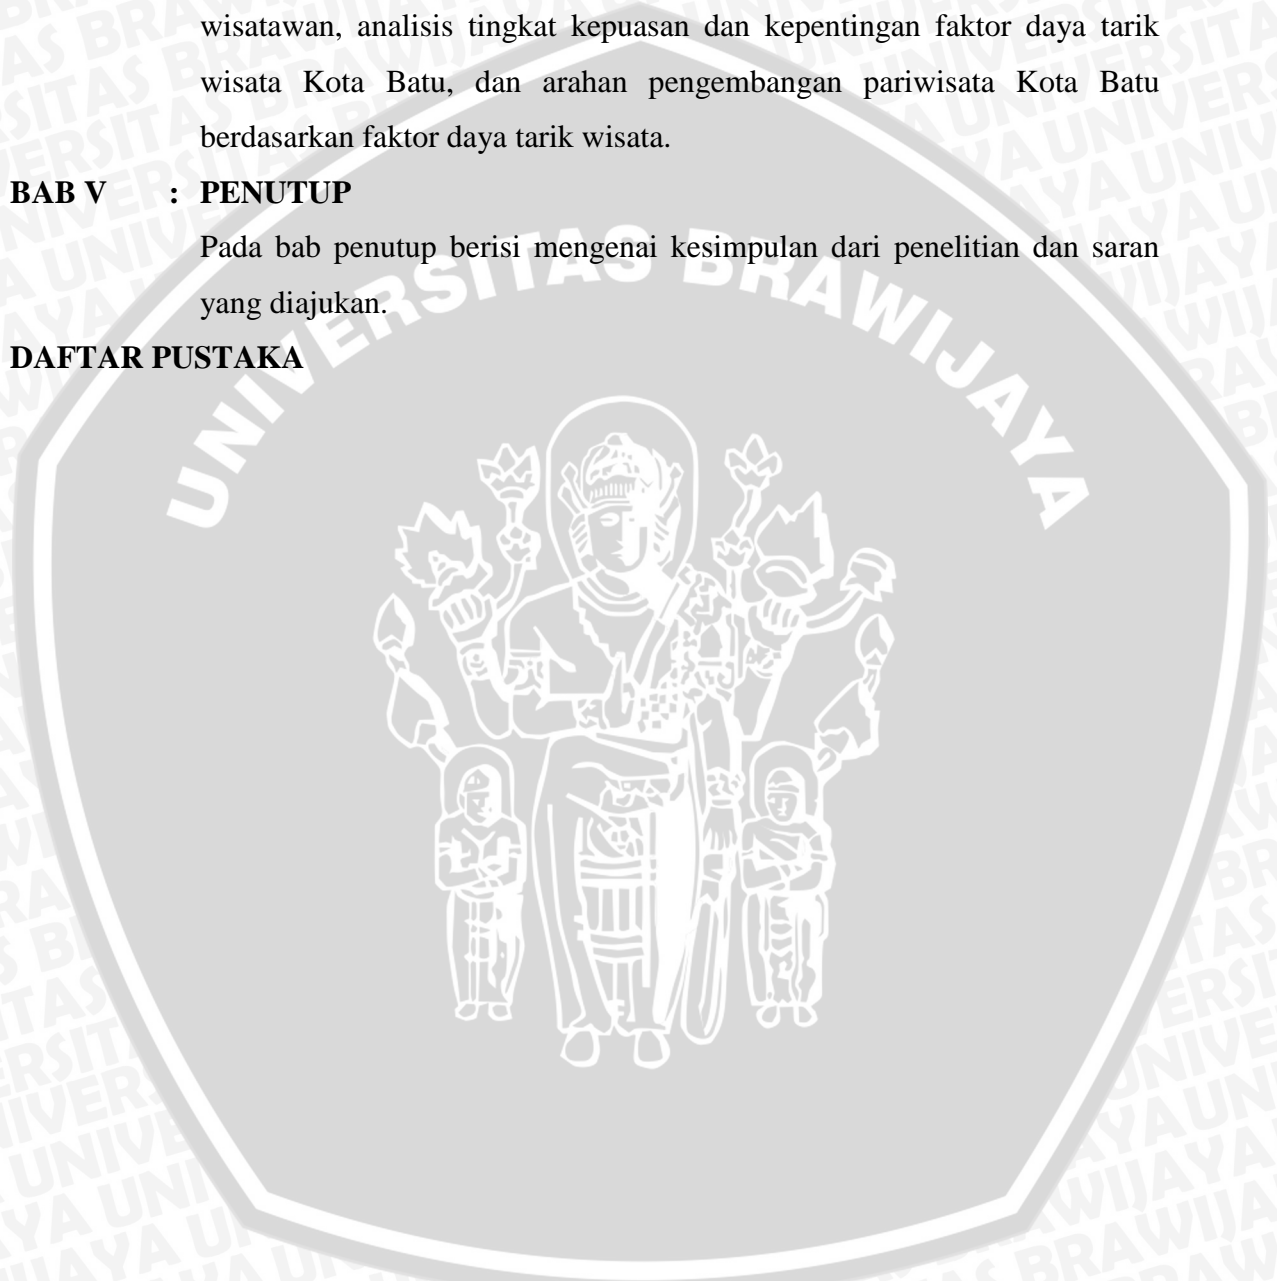 wisatawan, analisis tingkat kepuasan dan kepentingan faktor daya tarik
wisata Kota Batu, dan arahan pengembangan pariwisata Kota Batu
berdasarkan faktor daya tarik wisata.
BAB V : PENUTUP
Pada bab penutup berisi mengenai kesimpulan dari penelitian dan saran
yang diajukan.
DAFTAR PUSTAKA
UNIVERSITAS BRAWIJAYA